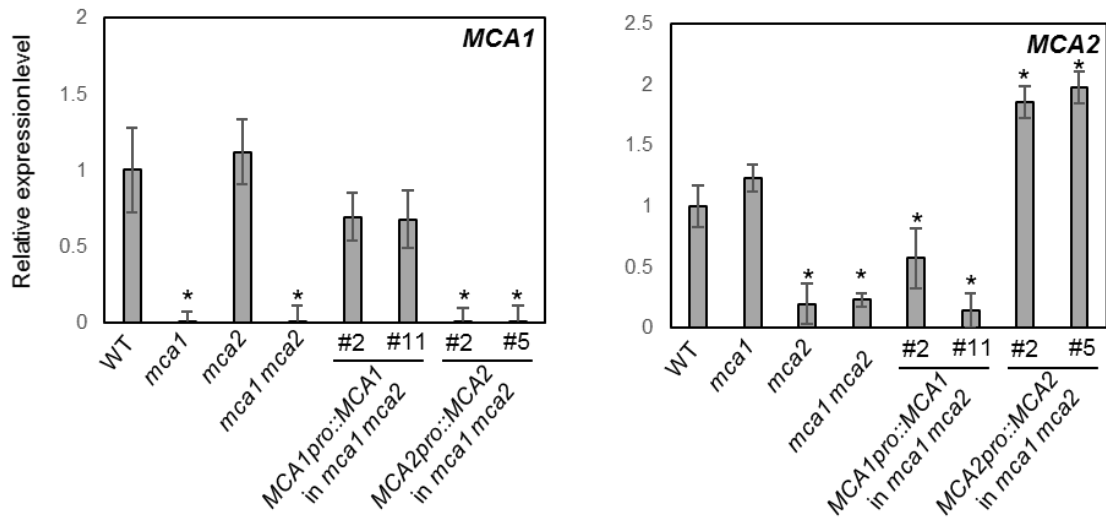 MCA1
Relative expression level
2
1.5
1
0.5
0
*
*
*
*
WT
mca1
mca2
mca1 mca2
#2
#11
#2
#5
MCA1pro::MCA1
in mca1 mca2
MCA2pro::MCA2
in mca1 mca2
MCA2
2.5
2
1.5
1
0.5
0
*
*
*
*
*
*
WT
mca1
mca2
mca1 mca2
#2
#11
#2
#5
MCA1pro::MCA1
in mca1 mca2
MCA2pro::MCA2
in mca1 mca2